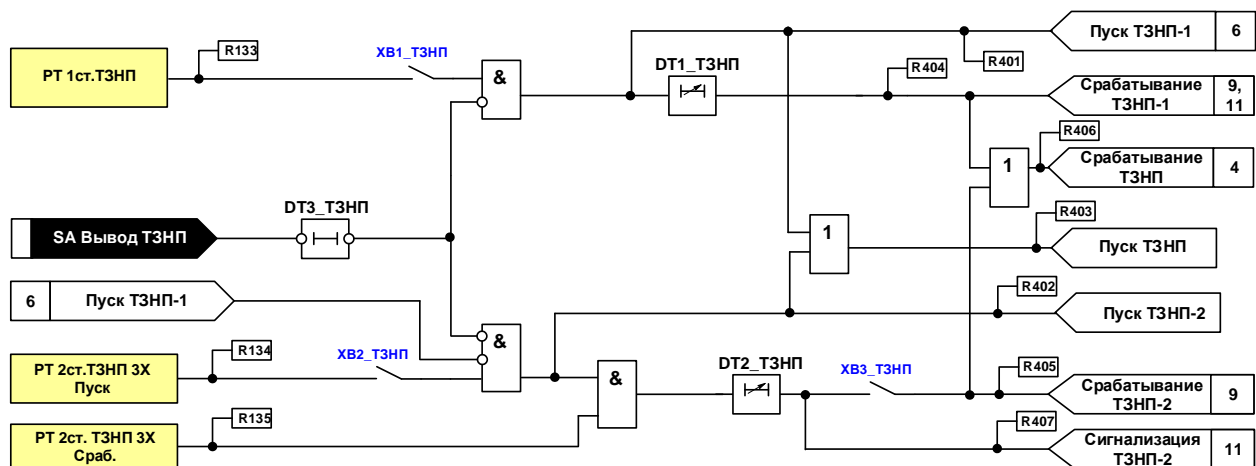 R133
РТ 1ст.ТЗНП
XB1_ТЗНП
&
DT1_ТЗНП
R404
R401
Пуск ТЗНП-1
6
Срабатывание
ТЗНП-1
9,
11
R406
1
Срабатывание
ТЗНП
4
SA Вывод ТЗНП
DT3_ТЗНП
1
R403
Пуск ТЗНП
6
Пуск ТЗНП-1
&
R402
Пуск ТЗНП-2
R134
РТ 2ст.ТЗНП 3Х
Пуск
XB2_ТЗНП
&
DT2_ТЗНП
XB3_ТЗНП
R405
Срабатывание
ТЗНП-2
9
R135
РТ 2ст. ТЗНП 3Х
Сраб.
R407
Сигнализация
ТЗНП-2
11